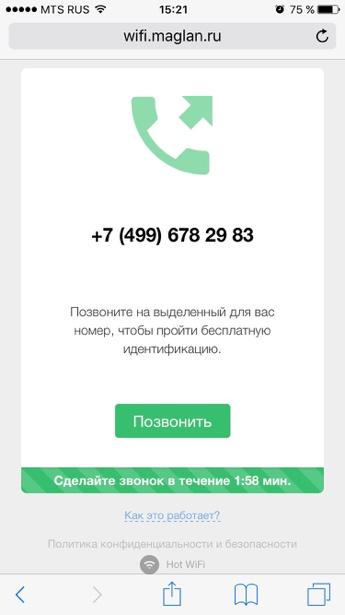 ●●●●● MTS RUS 15:21 75 %
wifi.maglan.ru
+7 (499) 678 29 83
Позвоните на выделенный для вас
номер, чтобы пройти бесплатную
идентификацию.
Позвонить
Сделайте звонок в течение 1:58 мин.
Как это работает?
Политика конфиденциальности и безопасности
Hot WiFi